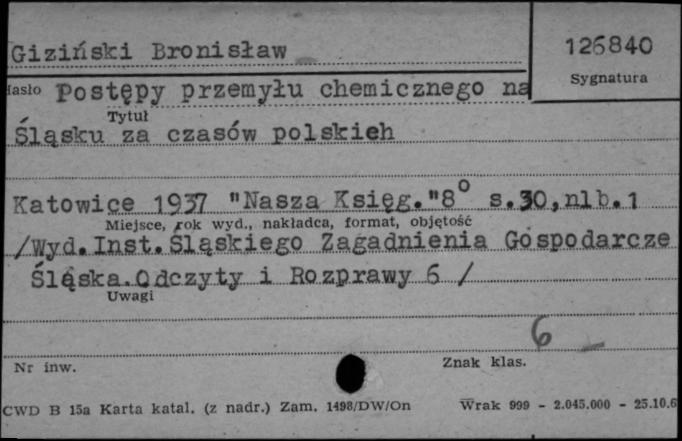 Giziński Bronisław
126840
Sygnatura
Hasło Postępy przemyłu chemicznego na
Tytuł
Śląsku za czasów polskieh
Katowice 1937 "Nasza Księg."8° s.30,nlb.1
Miejsce, rok wyd., nakładca, format, objętość
/Wyd.Inst.Śląskiego Zagadnienia Gospodarcze
Śląska.Odczyty i Rozprawy 6 /
Uwagi
6
Nr inw.
Znak klas.
CWD B 15a Karta katal. (z nadr.) Zam. 1498/DW/On Wrak 999 - 2.045.000 - 25.10.6